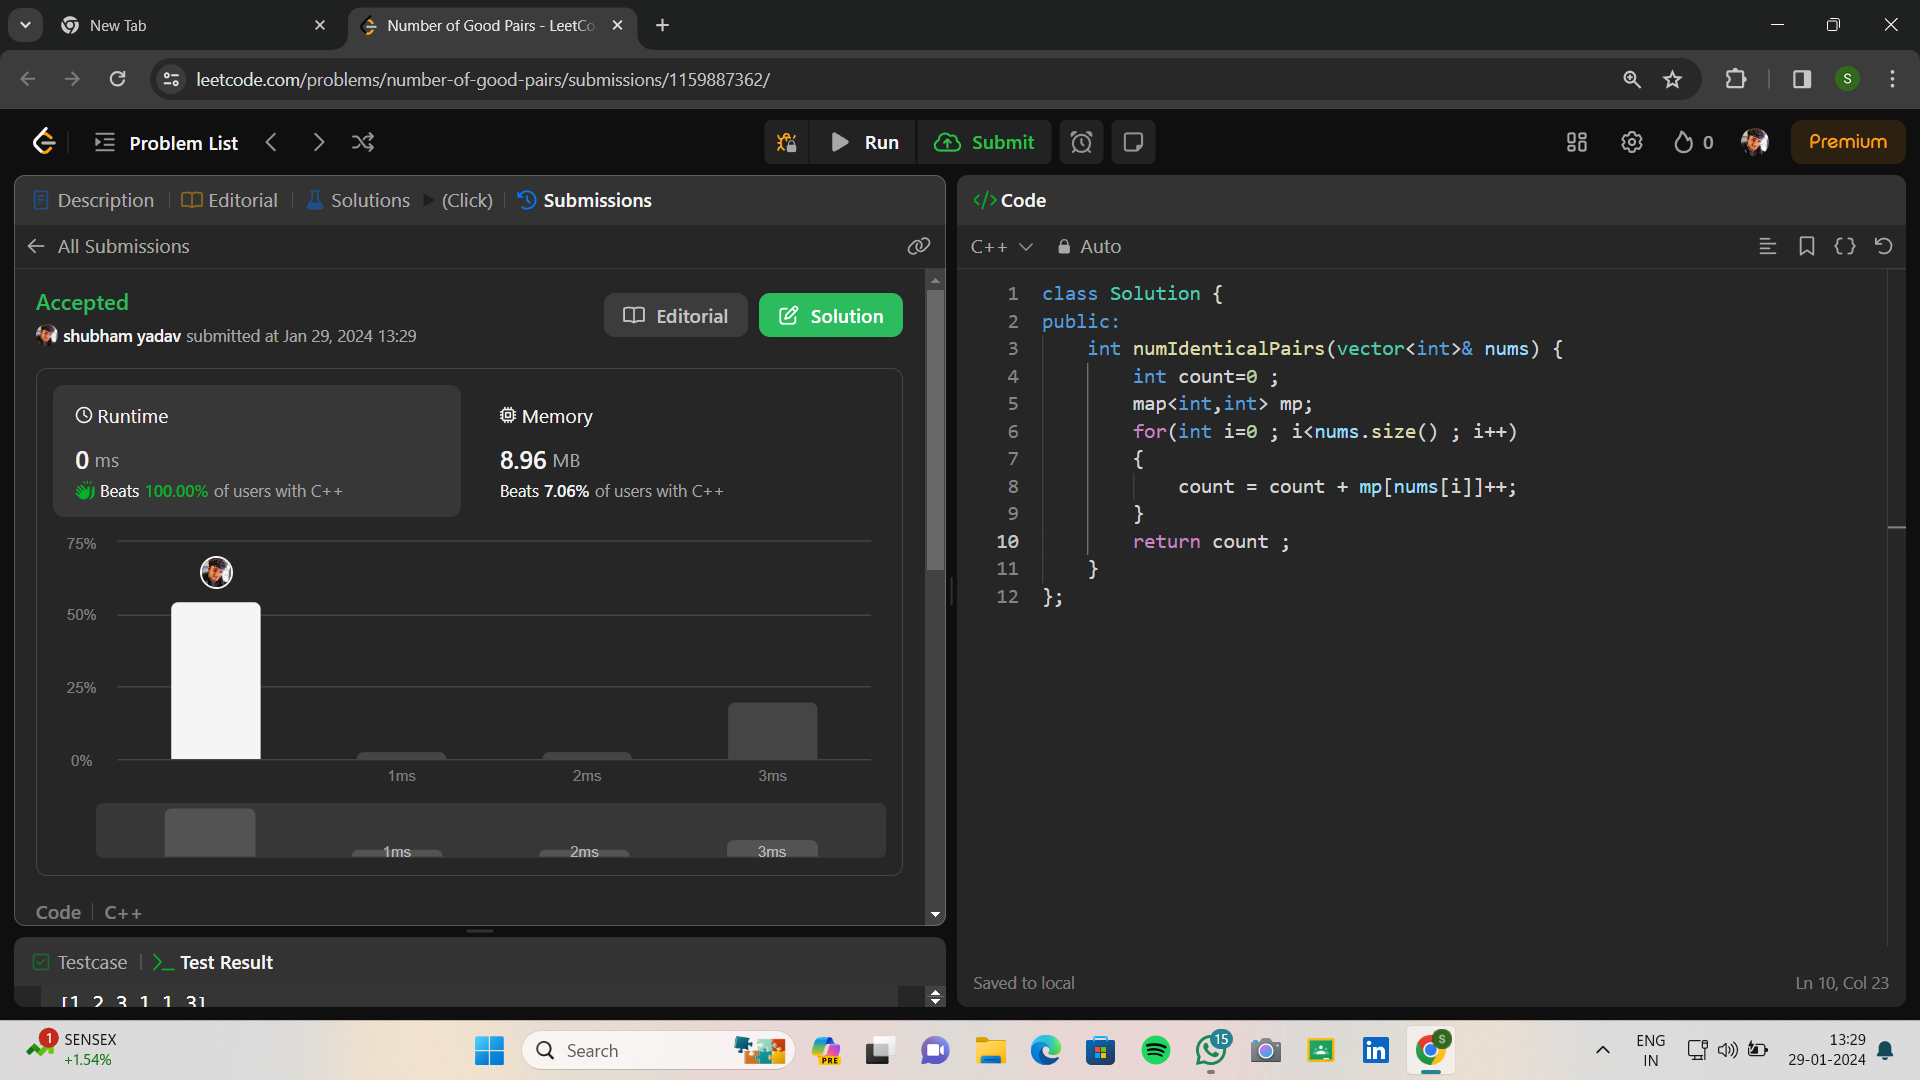 New Tab
Number of Good Pairs - LeetCo
leetcode.com/problems/number-of-good-pairs/submissions/1159887362/
S
Problem List
Run
Submit
0
Premium
Description
Editorial
Solutions
(Click)
Submissions
All Submissions
Accepted
shubham yadav submitted at Jan 29, 2024 13:29
Editorial
Solution
Runtime
0 ms
Beats 100.00% of users with C++
Memory
8.96 MB
Beats 7.06% of users with C++
75%
50%
25%
0%
1ms
2ms
3ms
1ms
2ms
3ms
Code
C++
Testcase
Test Result
[1,2,3,1,1,3]
</> Code
C++
Auto
1 class Solution {
2 public:
3 int numIdenticalPairs(vector<int>& nums) {
4 int count=0 ;
5 map<int,int> mp;
6 for(int i=0 ; i<nums.size() ; i++)
7 {
8 count = count + mp[nums[i]]++;
9 }
10 return count ;
11 }
12 };
Saved to local
Ln 10, Col 23
1
SENSEX
+1.54%
Search
PRE
15
S
ENG
IN
13:29
29-01-2024